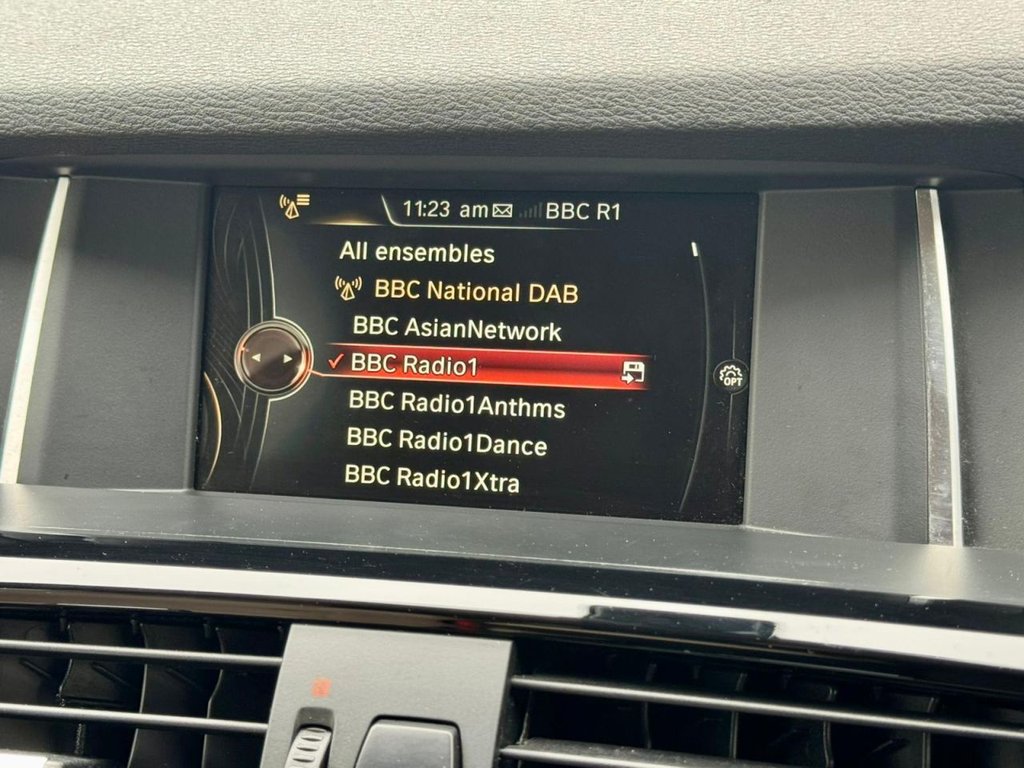 11:23 am BBC R1
All ensembles
BBC National DAB
BBC AsianNetwork
BBC Radio1
OPT
BBC Radio1Anthms
BBC Radio1Dance
BBC Radio1Xtra